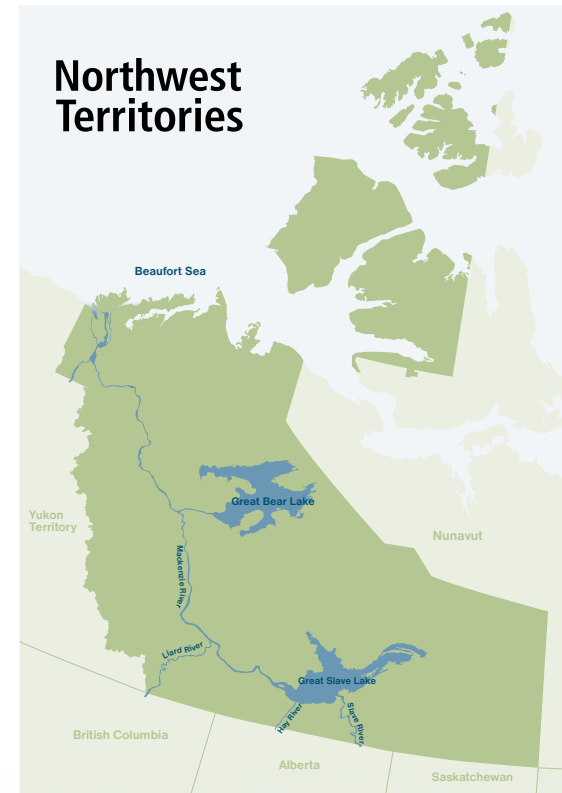 Northwest
Territories
Beaufort Sea
Great Bear Lake
Yukon
Territory
Nunavut
Mackenzie River
Liard River
Great Slave Lake
Hay River
Slave River
British Columbia
Alberta
Saskatchewan